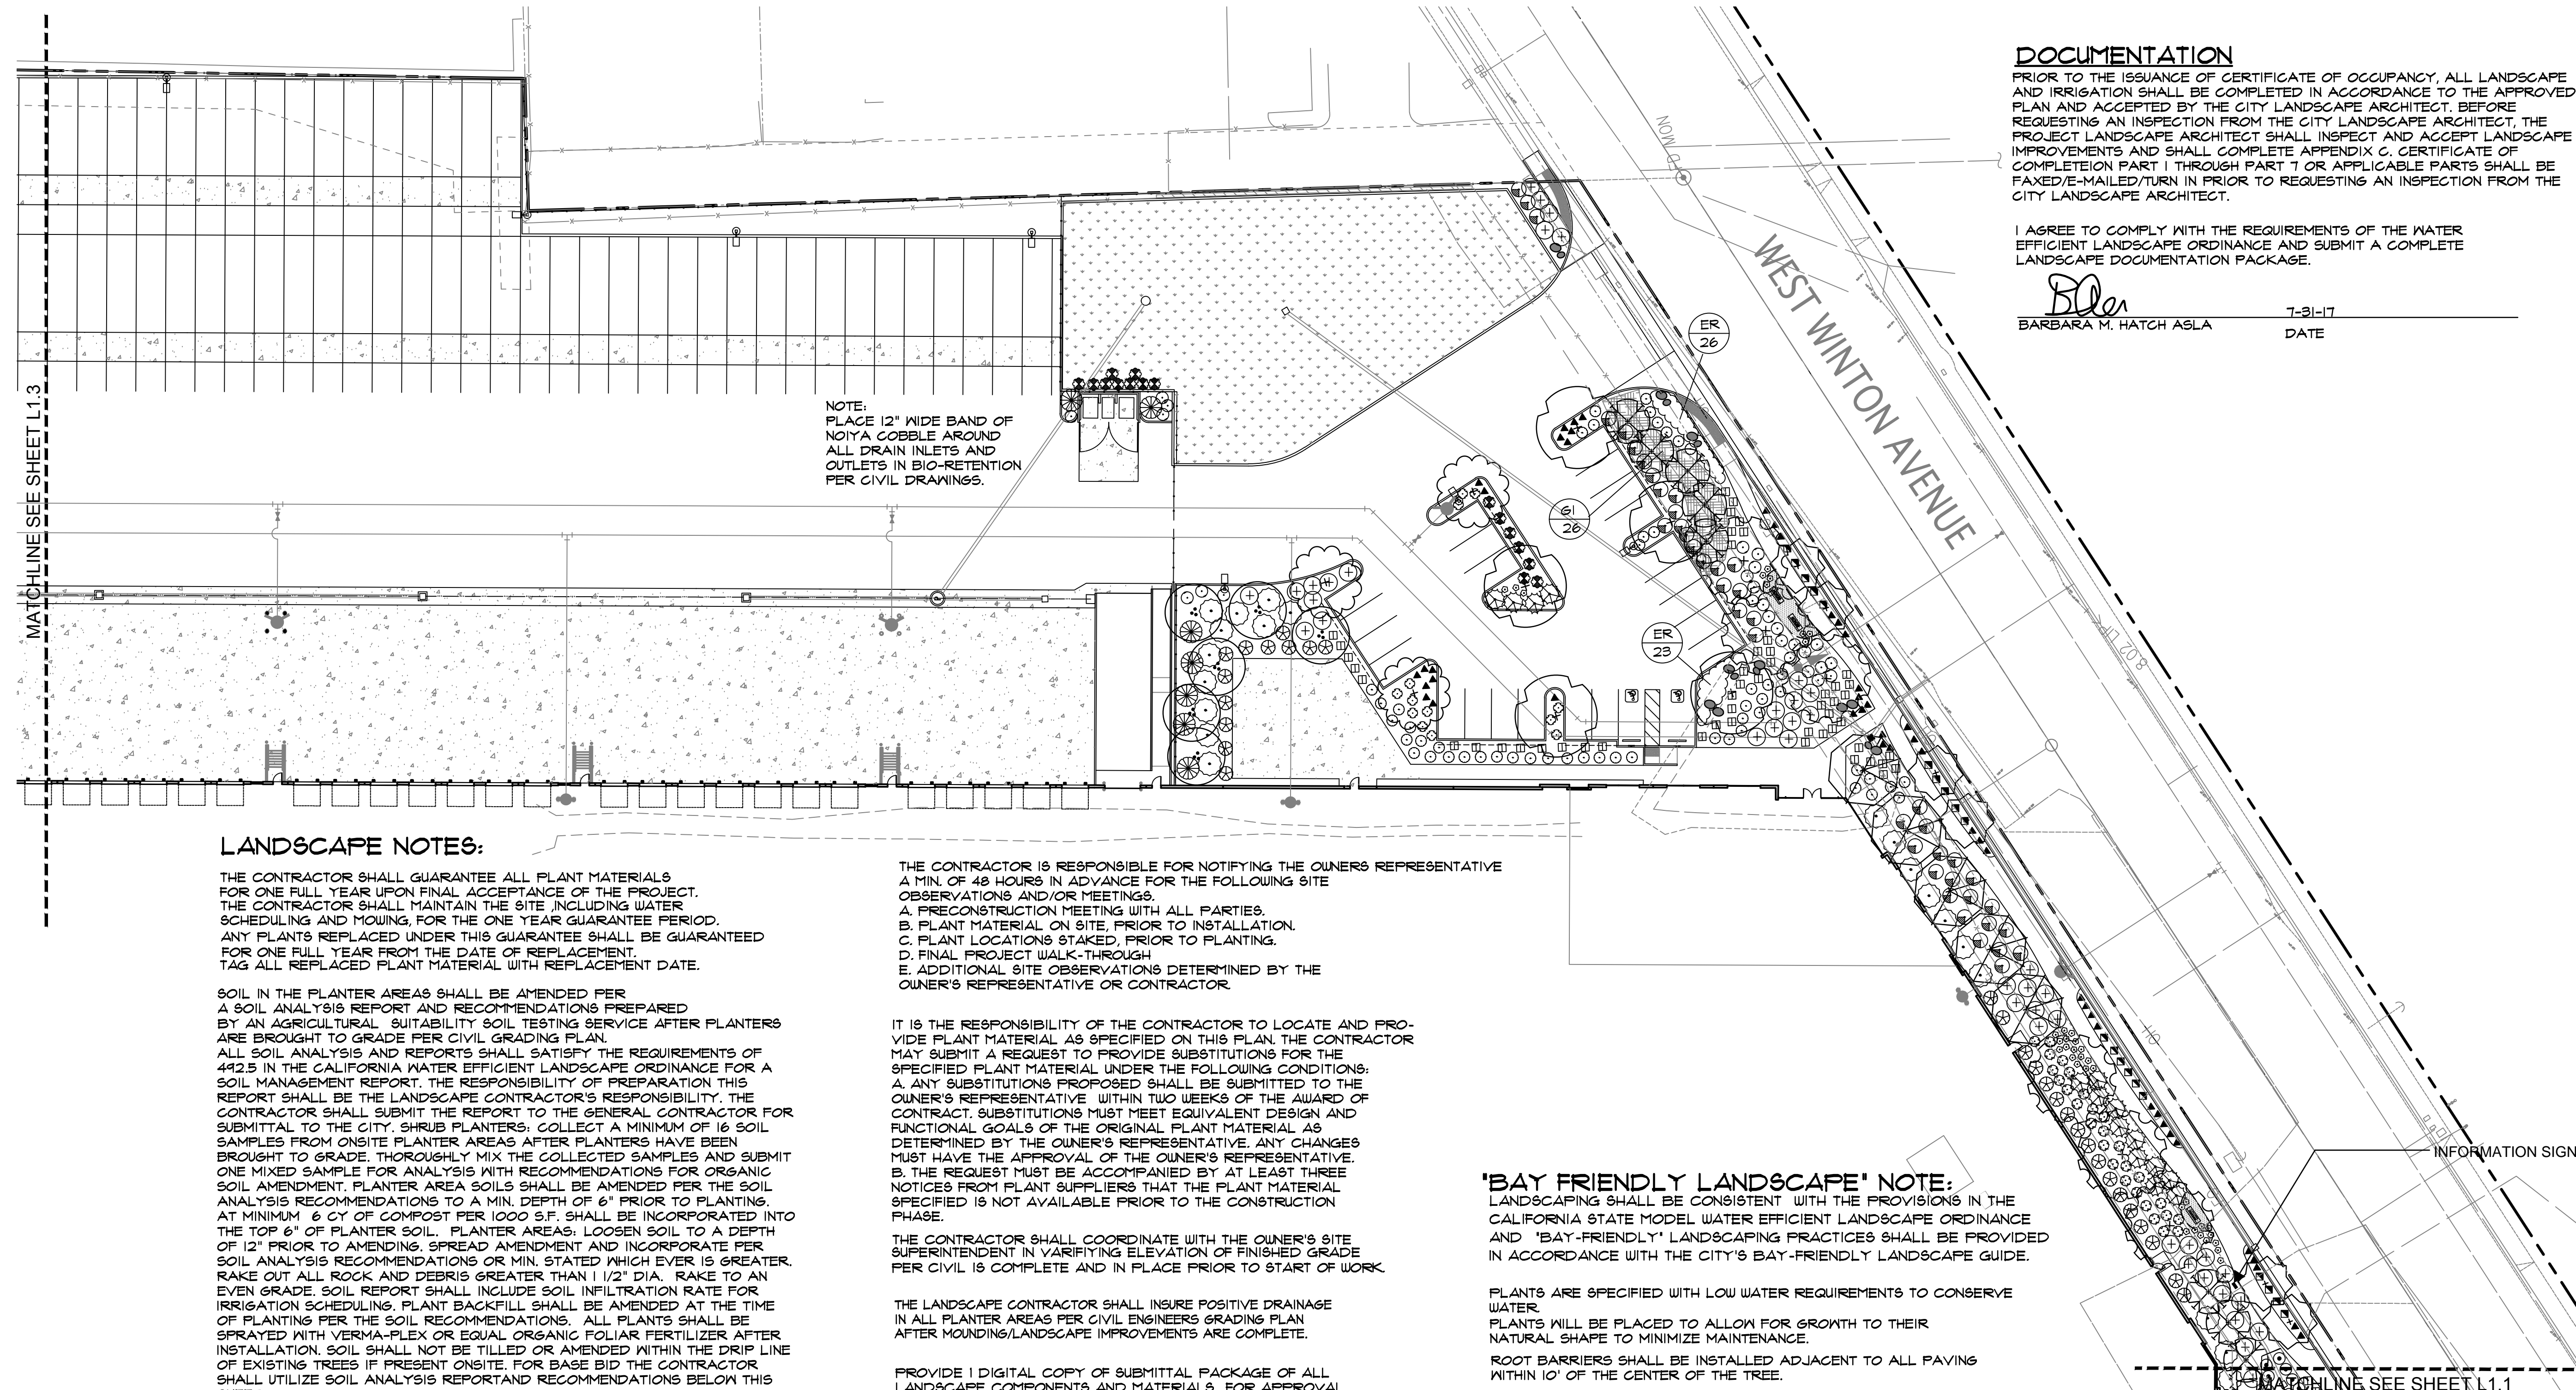 DOCUMENTATION
PRIOR TO THE ISSUANCE OF CERTIFICATE OF OCCUPANCY, ALL LANDSCAPE
AND IRRIGATION SHALL BE COMPLETED IN ACCORDANCE TO THE APPROVED
PLAN AND ACCEPTED BY THE CITY LANDSCAPE ARCHITECT. BEFORE
REQUESTING AN INSPECTION FROM THE CITY LANDSCAPE ARCHITECT, THE
PROJECT LANDSCAPE ARCHITECT SHALL INSPECT AND ACCEPT LANDSCAPE
IMPROVEMENTS AND SHALL COMPLETE APPENDIX C. CERTIFICATE OF
COMPLETEION PART 1 THROUGH PART 7 OR APPLICABLE PARTS SHALL BE
FAXED/E-MAILED/TURN IN PRIOR TO REQUESTING AN INSPECTION FROM THE
CITY LANDSCAPE ARCHITECT.
I AGREE TO COMPLY WITH THE REQUIREMENTS OF THE WATER
EFFICIENT LANDSCAPE ORDINANCE AND SUBMIT A COMPLETE
LANDSCAPE DOCUMENTATION PACKAGE.
7-31-17
BARBARA M. HATCH ASLA
DATE
MATCHLINE SEE SHEET L1.3
NOTE:
PLACE 12" WIDE BAND OF
NOIYA COBBLE AROUND
ALL DRAIN INLETS AND
OUTLETS IN BIO-RETENTION
PER CIVIL DRAWINGS.
FD MON
WEST WINTON AVENUE
ER
26
GI
26
ER
23
8.02 UP
OH
INFORMATION SIGN
MATCHLINE SEE SHEET L1.1
LANDSCAPE NOTES:
THE CONTRACTOR SHALL GUARANTEE ALL PLANT MATERIALS
FOR ONE FULL YEAR UPON FINAL ACCEPTANCE OF THE PROJECT.
THE CONTRACTOR SHALL MAINTAIN THE SITE ,INCLUDING WATER
SCHEDULING AND MOWING, FOR THE ONE YEAR GUARANTEE PERIOD.
ANY PLANTS REPLACED UNDER THIS GUARANTEE SHALL BE GUARANTEED
FOR ONE FULL YEAR FROM THE DATE OF REPLACEMENT.
TAG ALL REPLACED PLANT MATERIAL WITH REPLACEMENT DATE.
SOIL IN THE PLANTER AREAS SHALL BE AMENDED PER
A SOIL ANALYSIS REPORT AND RECOMMENDATIONS PREPARED
BY AN AGRICULTURAL SUITABILITY SOIL TESTING SERVICE AFTER PLANTERS
ARE BROUGHT TO GRADE PER CIVIL GRADING PLAN.
ALL SOIL ANALYSIS AND REPORTS SHALL SATISFY THE REQUIREMENTS OF
492.5 IN THE CALIFORNIA WATER EFFICIENT LANDSCAPE ORDINANCE FOR A
SOIL MANAGEMENT REPORT. THE RESPONSIBILITY OF PREPARATION THIS
REPORT SHALL BE THE LANDSCAPE CONTRACTOR'S RESPONSIBILITY. THE
CONTRACTOR SHALL SUBMIT THE REPORT TO THE GENERAL CONTRACTOR FOR
SUBMITTAL TO THE CITY. SHRUB PLANTERS: COLLECT A MINIMUM OF 16 SOIL
SAMPLES FROM ONSITE PLANTER AREAS AFTER PLANTERS HAVE BEEN
BROUGHT TO GRADE. THOROUGHLY MIX THE COLLECTED SAMPLES AND SUBMIT
ONE MIXED SAMPLE FOR ANALYSIS WITH RECOMMENDATIONS FOR ORGANIC
SOIL AMENDMENT. PLANTER AREA SOILS SHALL BE AMENDED PER THE SOIL
ANALYSIS RECOMMENDATIONS TO A MIN. DEPTH OF 6" PRIOR TO PLANTING.
AT MINIMUM 6 CY OF COMPOST PER 1000 S.F. SHALL BE INCORPORATED INTO
THE TOP 6" OF PLANTER SOIL. PLANTER AREAS: LOOSEN SOIL TO A DEPTH
OF 12" PRIOR TO AMENDING. SPREAD AMENDMENT AND INCORPORATE PER
SOIL ANALYSIS RECOMMENDATIONS OR MIN. STATED WHICH EVER IS GREATER.
RAKE OUT ALL ROCK AND DEBRIS GREATER THAN 1 1/2" DIA. RAKE TO AN
EVEN GRADE. SOIL REPORT SHALL INCLUDE SOIL INFILTRATION RATE FOR
IRRIGATION SCHEDULING. PLANT BACKFILL SHALL BE AMENDED AT THE TIME
OF PLANTING PER THE SOIL RECOMMENDATIONS. ALL PLANTS SHALL BE
SPRAYED WITH VERMA-PLEX OR EQUAL ORGANIC FOLIAR FERTILIZER AFTER
INSTALLATION. SOIL SHALL NOT BE TILLED OR AMENDED WITHIN THE DRIP LINE
OF EXISTING TREES IF PRESENT ONSITE. FOR BASE BID THE CONTRACTOR
SHALL UTILIZE SOIL ANALYSIS REPORTAND RECOMMENDATIONS BELOW THIS
THE CONTRACTOR IS RESPONSIBLE FOR NOTIFYING THE OWNERS REPRESENTATIVE
A MIN. OF 48 HOURS IN ADVANCE FOR THE FOLLOWING SITE
OBSERVATIONS AND/OR MEETINGS.
A. PRECONSTRUCTION MEETING WITH ALL PARTIES.
B. PLANT MATERIAL ON SITE, PRIOR TO INSTALLATION.
C. PLANT LOCATIONS STAKED, PRIOR TO PLANTING.
D. FINAL PROJECT WALK-THROUGH
E. ADDITIONAL SITE OBSERVATIONS DETERMINED BY THE
OWNER'S REPRESENTATIVE OR CONTRACTOR.
IT IS THE RESPONSIBILITY OF THE CONTRACTOR TO LOCATE AND PRO-
VIDE PLANT MATERIAL AS SPECIFIED ON THIS PLAN. THE CONTRACTOR
MAY SUBMIT A REQUEST TO PROVIDE SUBSTITUTIONS FOR THE
SPECIFIED PLANT MATERIAL UNDER THE FOLLOWING CONDITIONS:
A. ANY SUBSTITUTIONS PROPOSED SHALL BE SUBMITTED TO THE
OWNER'S REPRESENTATIVE WITHIN TWO WEEKS OF THE AWARD OF
CONTRACT. SUBSTITUTIONS MUST MEET EQUIVALENT DESIGN AND
FUNCTIONAL GOALS OF THE ORIGINAL PLANT MATERIAL AS
DETERMINED BY THE OWNER'S REPRESENTATIVE. ANY CHANGES
MUST HAVE THE APPROVAL OF THE OWNER'S REPRESENTATIVE.
B. THE REQUEST MUST BE ACCOMPANIED BY AT LEAST THREE
NOTICES FROM PLANT SUPPLIERS THAT THE PLANT MATERIAL
SPECIFIED IS NOT AVAILABLE PRIOR TO THE CONSTRUCTION
PHASE.
THE CONTRACTOR SHALL COORDINATE WITH THE OWNER'S SITE
SUPERINTENDENT IN VARIFIYING ELEVATION OF FINISHED GRADE
PER CIVIL IS COMPLETE AND IN PLACE PRIOR TO START OF WORK.
THE LANDSCAPE CONTRACTOR SHALL INSURE POSITIVE DRAINAGE
IN ALL PLANTER AREAS PER CIVIL ENGINEERS GRADING PLAN
AFTER MOUNDING/LANDSCAPE IMPROVEMENTS ARE COMPLETE.
PROVIDE 1 DIGITAL COPY OF SUBMITTAL PACKAGE OF ALL
LANDSCAPE COMPONENTS AND MATERIALS FOR APPROVAL
"BAY FRIENDLY LANDSCAPE" NOTE:
LANDSCAPING SHALL BE CONSISTENT WITH THE PROVISIONS IN THE
CALIFORNIA STATE MODEL WATER EFFICIENT LANDSCAPE ORDINANCE
AND "BAY-FRIENDLY" LANDSCAPING PRACTICES SHALL BE PROVIDED
IN ACCORDANCE WITH THE CITY'S BAY-FRIENDLY LANDSCAPE GUIDE.
PLANTS ARE SPECIFIED WITH LOW WATER REQUIREMENTS TO CONSERVE
WATER.
PLANTS WILL BE PLACED TO ALLOW FOR GROWTH TO THEIR
NATURAL SHAPE TO MINIMIZE MAINTENANCE.
ROOT BARRIERS SHALL BE INSTALLED ADJACENT TO ALL PAVING
WITHIN 10' OF THE CENTER OF THE TREE.